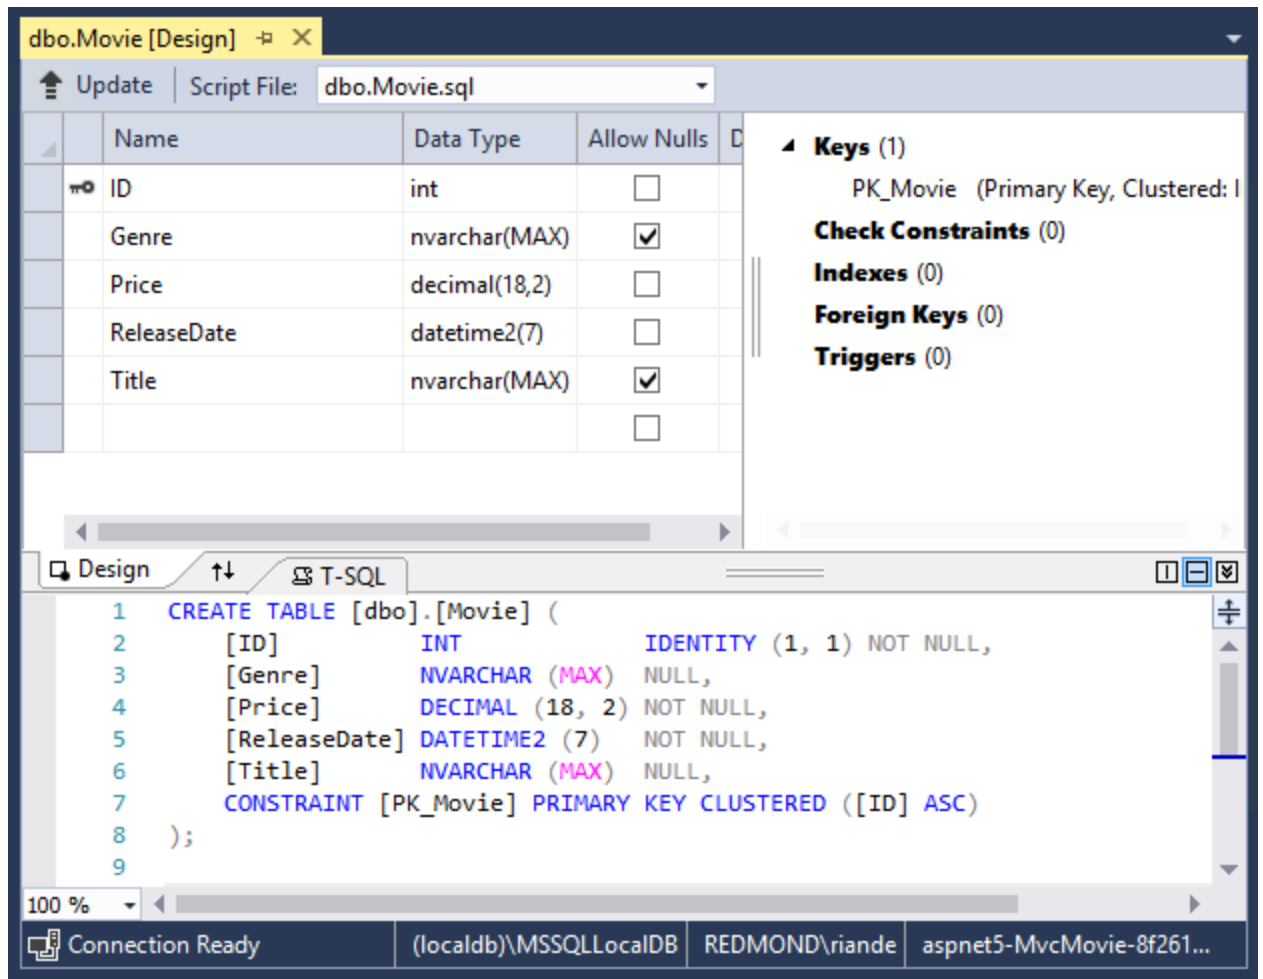 dbo.Movie [Design]
Update Script File: dbo.Movie.sql
Name Data Type Allow Nulls D
ID int
Genre nvarchar(MAX)
Price decimal(18,2)
ReleaseDate datetime2(7)
Title nvarchar(MAX)
Keys (1)
PK_Movie (Primary Key, Clustered: I
Check Constraints (0)
Indexes (0)
Foreign Keys (0)
Triggers (0)
Design T-SQL
1 CREATE TABLE [dbo].[Movie] (
2 [ID] INT IDENTITY (1, 1) NOT NULL,
3 [Genre] NVARCHAR (MAX) NULL,
4 [Price] DECIMAL (18, 2) NOT NULL,
5 [ReleaseDate] DATETIME2 (7) NOT NULL,
6 [Title] NVARCHAR (MAX) NULL,
7 CONSTRAINT [PK_Movie] PRIMARY KEY CLUSTERED ([ID] ASC)
8 );
9
100 %
Connection Ready (localdb)\MSSQLLocalDB REDMOND\riande aspnet5-MvcMovie-8f261...